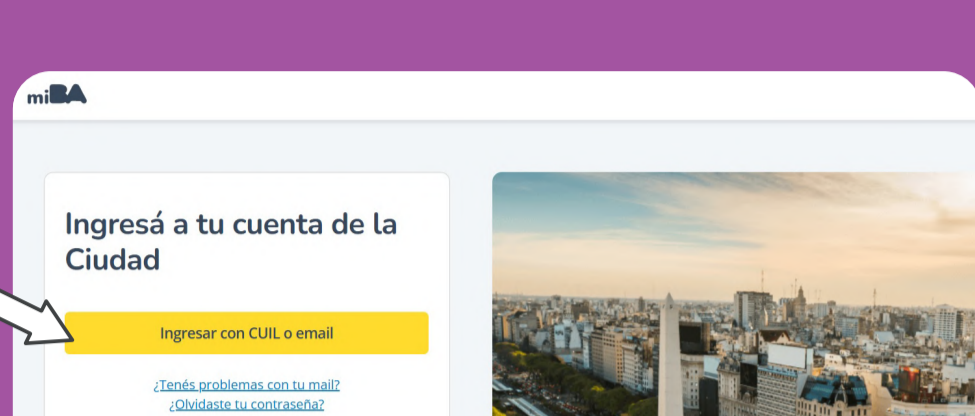 miBA
Ingresá a tu cuenta de la
Ciudad
Ingresar con CUIL o email
¿Tenés problemas con tu mail?
¿Olvidaste tu contraseña?